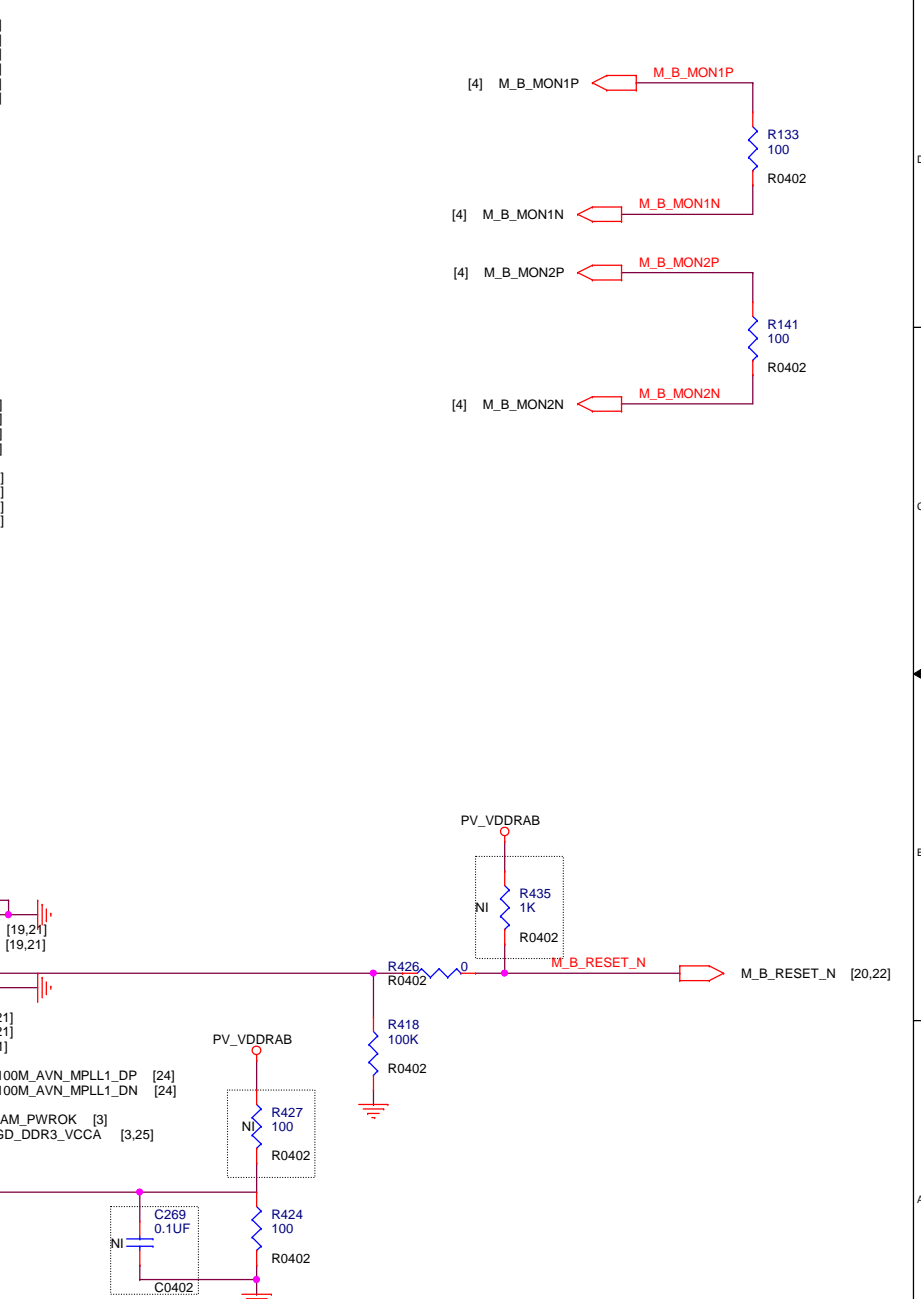 [4] M_B_MON1P M_B_MON1P
R133
100
R0402
[4] M_B_MON1N M_B_MON1N
[4] M_B_MON2P M_B_MON2P
R141
100
R0402
[4] M_B_MON2N M_B_MON2N
PV_VDDRAB
NI
R435
1K
R0402
[19,21]
[19,21]
R426 0
R0402
M_B_RESET_N
M_B_RESET_N [20,22]
R418
100K
R0402
21]
21]
1]
PV_VDDRAB
100M_AVN_MPLL1_DP [24]
100M_AVN_MPLL1_DN [24]
AM_PWROK [3]
GD_DDR3_VCCA [3,25]
NI
R427
100
R0402
C269
0.1UF
NI
C0402
R424
100
R0402